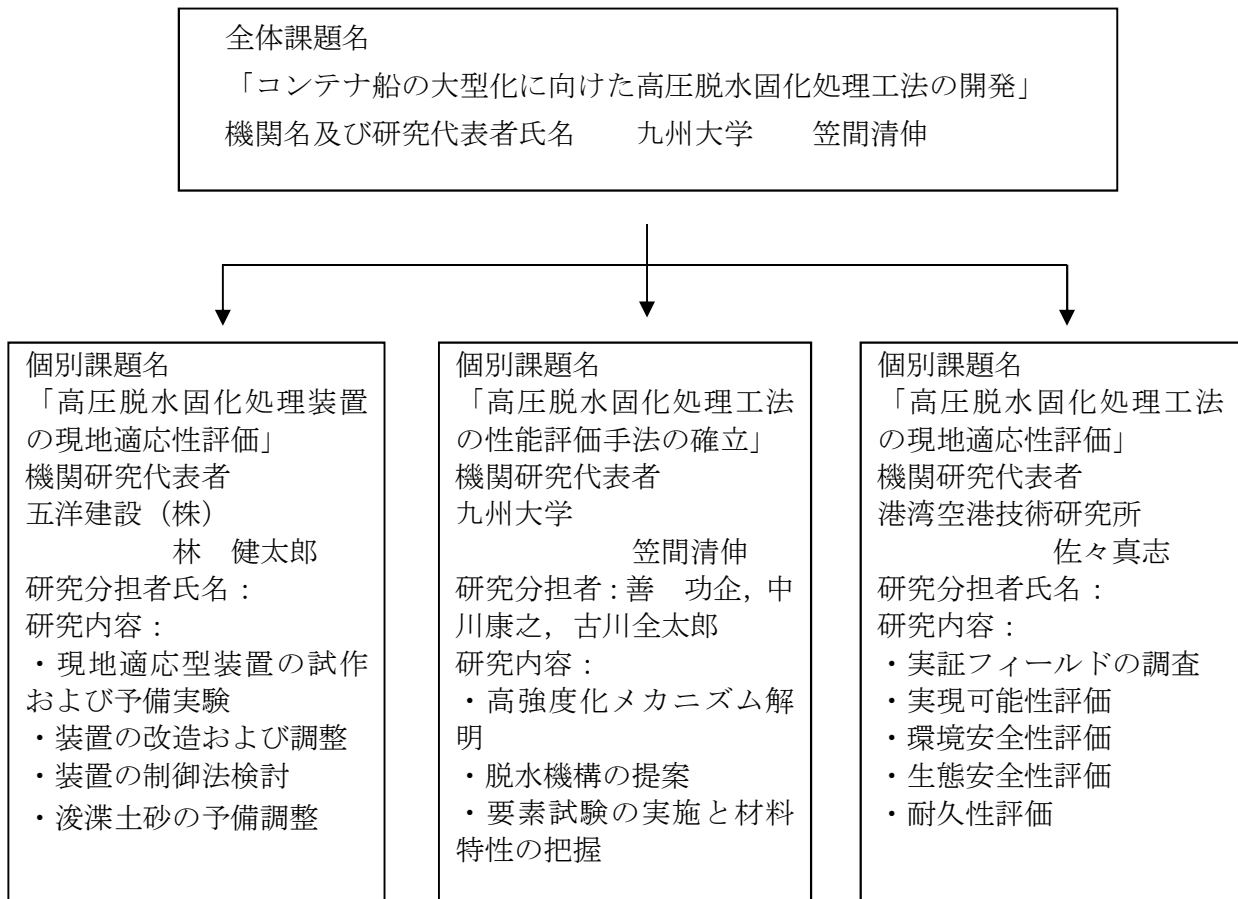 全体課題名
「コンテナ船の大型化に向けた高圧脱水固化処理工法の開発」
機関名及び研究代表者氏名　　九州大学　　笠間清伸
個別課題名
「高圧脱水固化処理装置
の現地適応性評価」
機関研究代表者
五洋建設（株）
林　健太郎
研究分担者氏名：
研究内容：
・現地適応型装置の試作
および予備実験
・装置の改造および調整
・装置の制御法検討
・浚渫土砂の予備調整
個別課題名
「高圧脱水固化処理工法
の性能評価手法の確立」
機関研究代表者
九州大学
笠間清伸
研究分担者：善　功企，中
川康之，古川全太郎
研究内容：
・高強度化メカニズム解
明
・脱水機構の提案
・要素試験の実施と材料
特性の把握
個別課題名
「高圧脱水固化処理工法
の現地適応性評価」
機関研究代表者
港湾空港技術研究所
佐々真志
研究分担者氏名：
研究内容：
・実証フィールドの調査
・実現可能性評価
・環境安全性評価
・生態安全性評価
・耐久性評価